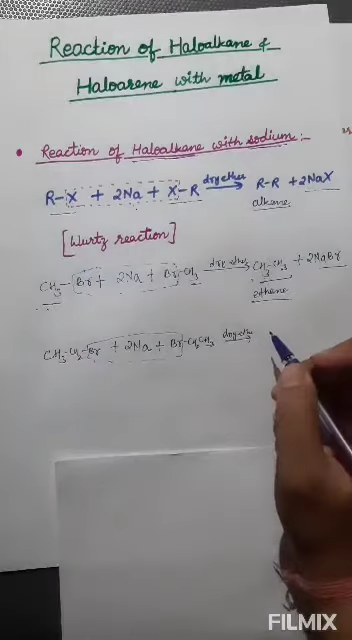 Reaction of Haloalkane &
Haloarene with metal
• Reaction of Haloalkane with sodium:-
R-X + 2Na + X-R dry ether → R-R + 2NaX
alkane
[Wurtz reaction]
CH3-Br + 2Na + Br-CH3 dry ether → CH3-CH3 + 2NaBr
ethane
CH3-CH2-Br + 2Na + Br-CH2CH3 dry ether →
FILMIX